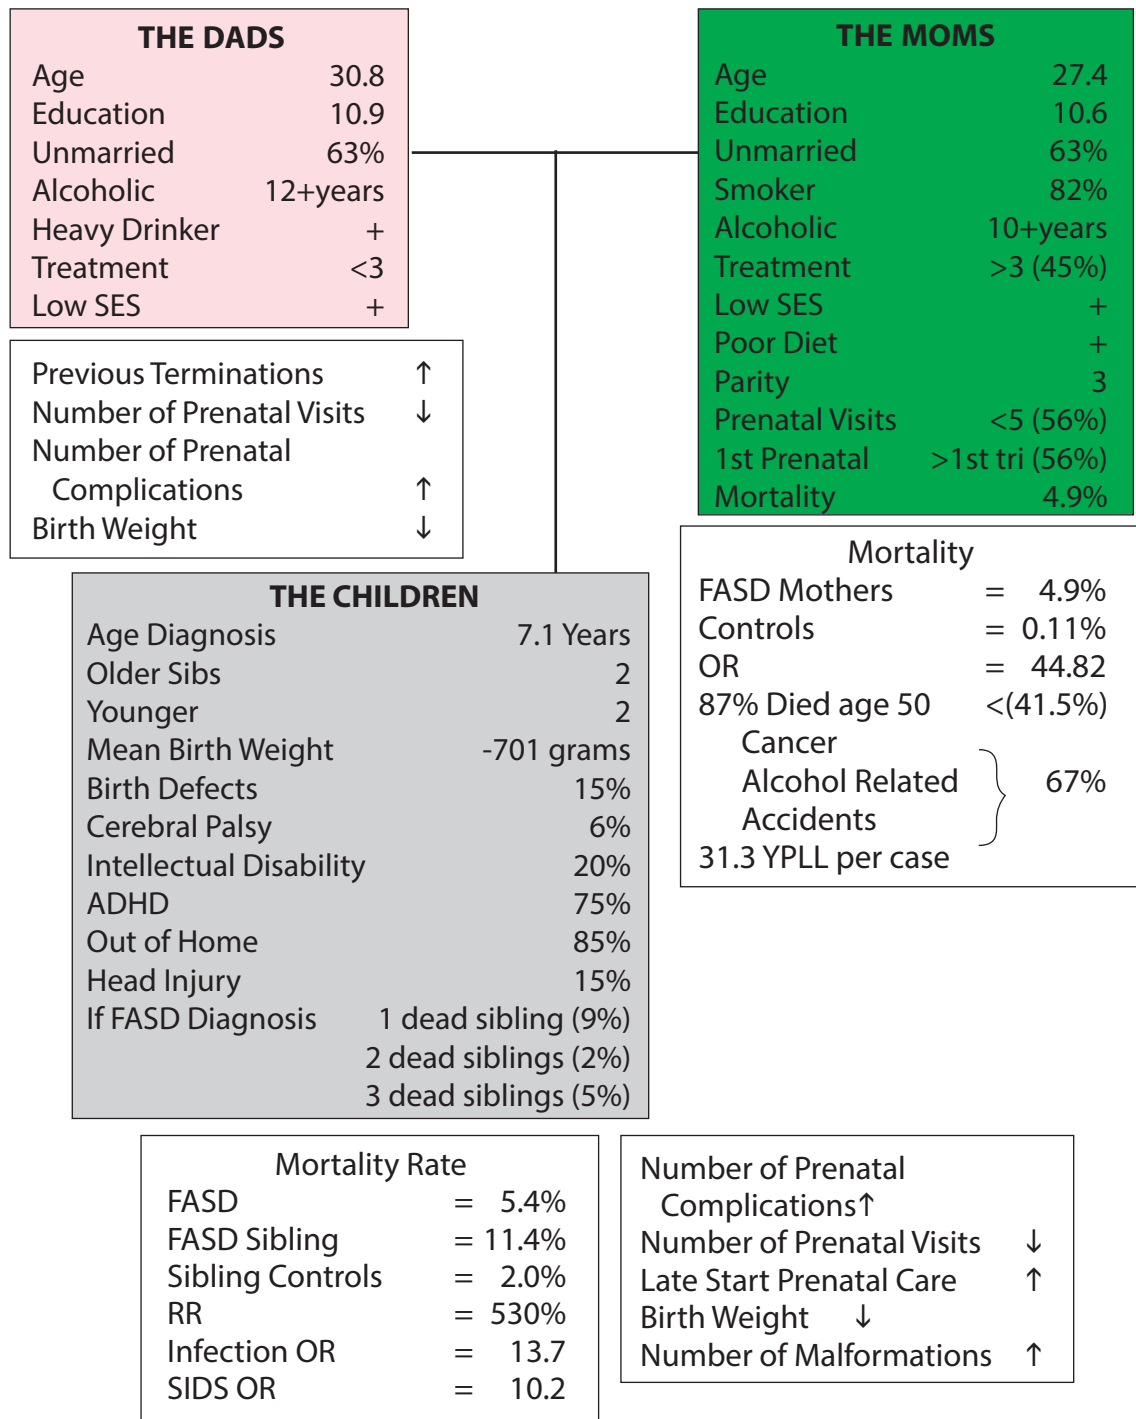 THE DADS
Age 30.8
Education 10.9
Unmarried 63%
Alcoholic 12+years
Heavy Drinker +
Treatment <3
Low SES +
THE MOMS
Age 27.4
Education 10.6
Unmarried 63%
Smoker 82%
Alcoholic 10+years
Treatment >3 (45%)
Low SES +
Poor Diet +
Parity 3
Prenatal Visits <5 (56%)
1st Prenatal >1st tri (56%)
Mortality 4.9%
Previous Terminations ↑
Number of Prenatal Visits ↓
Number of Prenatal
Complications ↑
Birth Weight ↓
Mortality
FASD Mothers = 4.9%
Controls = 0.11%
OR = 44.82
87% Died age 50 <(41.5%)
Cancer
Alcohol Related 67%
Accidents
31.3 YPLL per case
THE CHILDREN
Age Diagnosis 7.1 Years
Older Sibs 2
Younger 2
Mean Birth Weight -701 grams
Birth Defects 15%
Cerebral Palsy 6%
Intellectual Disability 20%
ADHD 75%
Out of Home 85%
Head Injury 15%
If FASD Diagnosis 1 dead sibling (9%)
2 dead siblings (2%)
3 dead siblings (5%)
Mortality Rate
FASD = 5.4%
FASD Sibling = 11.4%
Sibling Controls = 2.0%
RR = 530%
Infection OR = 13.7
SIDS OR = 10.2
Number of Prenatal
Complications↑
Number of Prenatal Visits ↓
Late Start Prenatal Care ↑
Birth Weight ↓
Number of Malformations ↑